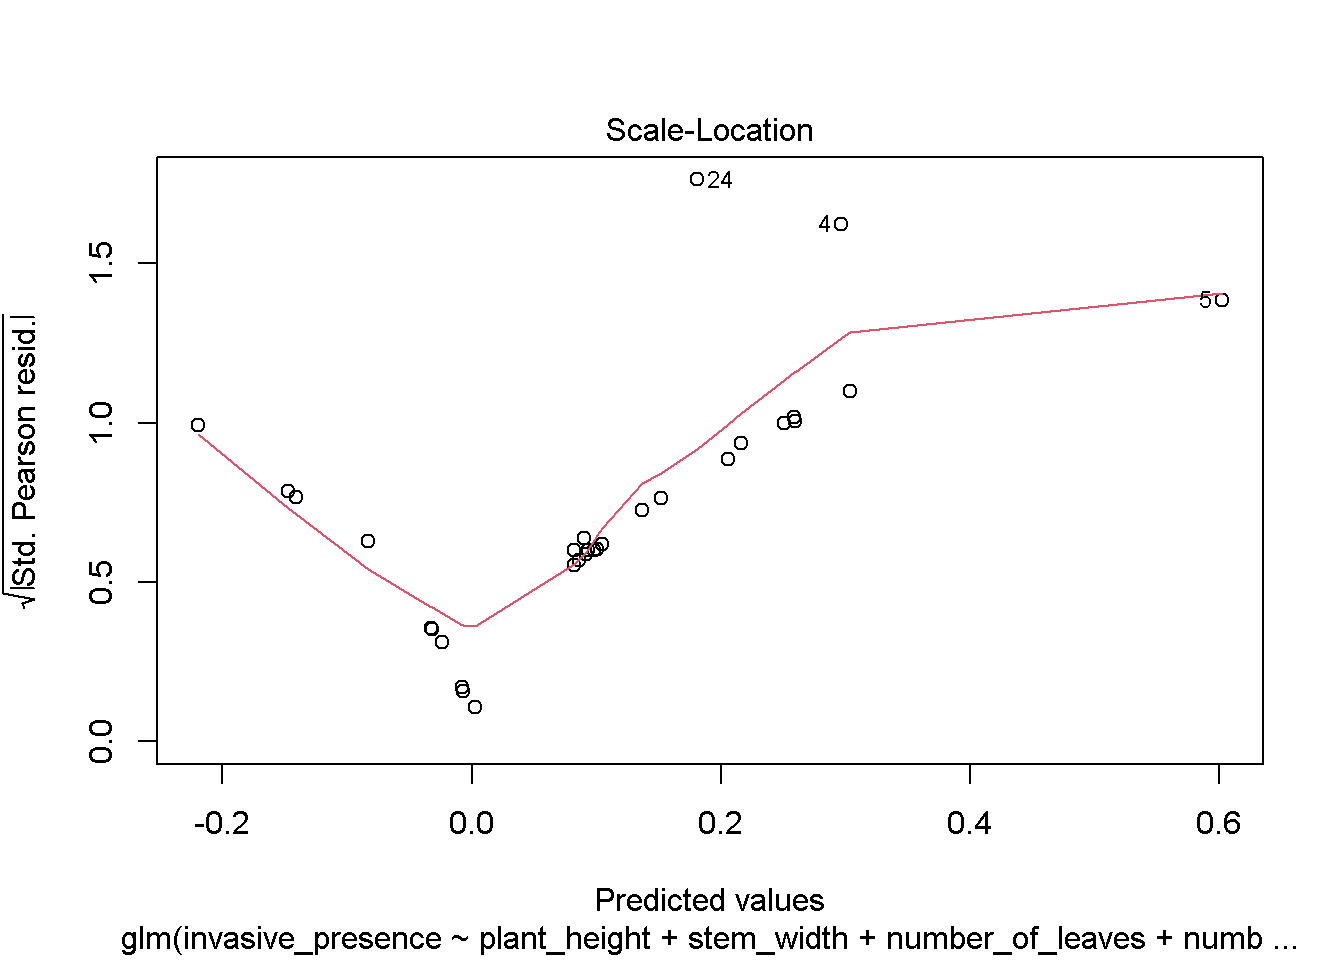 Scale-Location
24
4
5
1.5
1.0
0.5
0.0
√|Std. Pearson resid.|
-0.2 0.0 0.2 0.4 0.6
Predicted values
glm(invasive_presence ~ plant_height + stem_width + number_of_leaves + numb ...